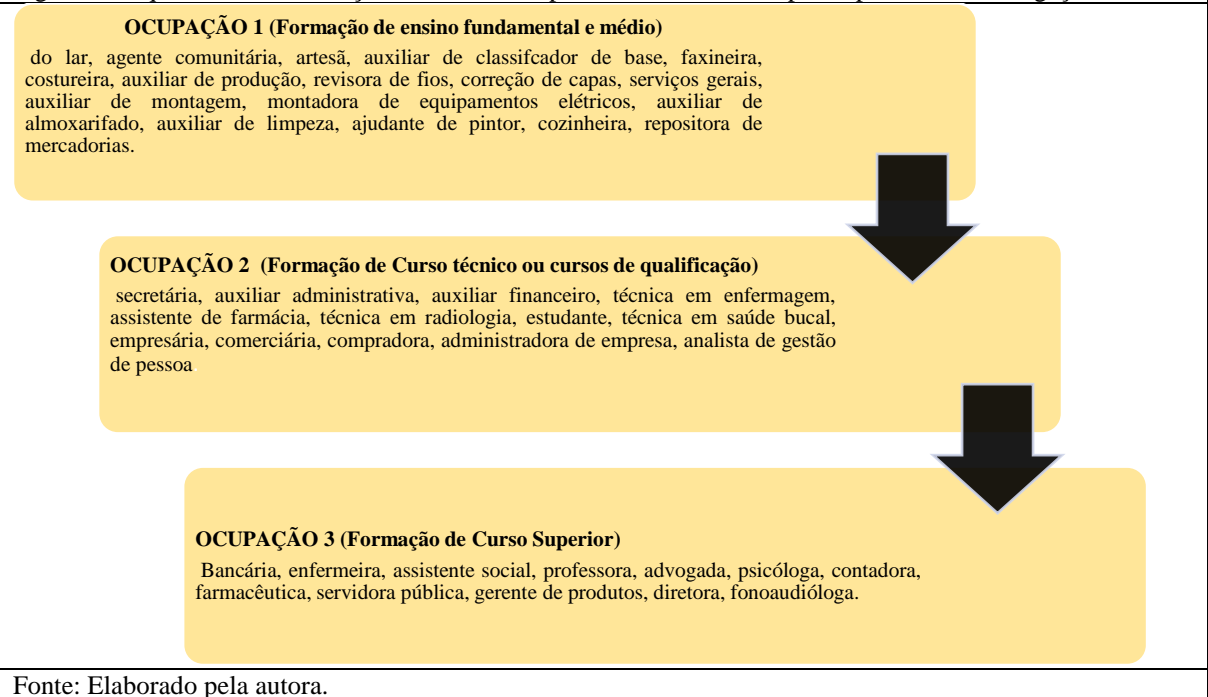 OCUPAÇÃO 1 (Formação de ensino fundamental e médio)
do lar, agente comunitária, artesã, auxiliar de classifcador de base, faxineira,
costureira, auxiliar de produção, revisora de fios, correção de capas, serviços gerais,
auxiliar de montagem, montadora de equipamentos elétricos, auxiliar de
almoxarifado, auxiliar de limpeza, ajudante de pintor, cozinheira, repositora de
mercadorias.
OCUPAÇÃO 2 (Formação de Curso técnico ou cursos de qualificação)
secretária, auxiliar administrativa, auxiliar financeiro, técnica em enfermagem,
assistente de farmácia, técnica em radiologia, estudante, técnica em saúde bucal,
empresária, comerciária, compradora, administradora de empresa, analista de gestão
de pessoa.
OCUPAÇÃO 3 (Formação de Curso Superior)
Bancária, enfermeira, assistente social, professora, advogada, psicóloga, contadora,
farmacêutica, servidora pública, gerente de produtos, diretora, fonoaudióloga.
Fonte: Elaborado pela autora.